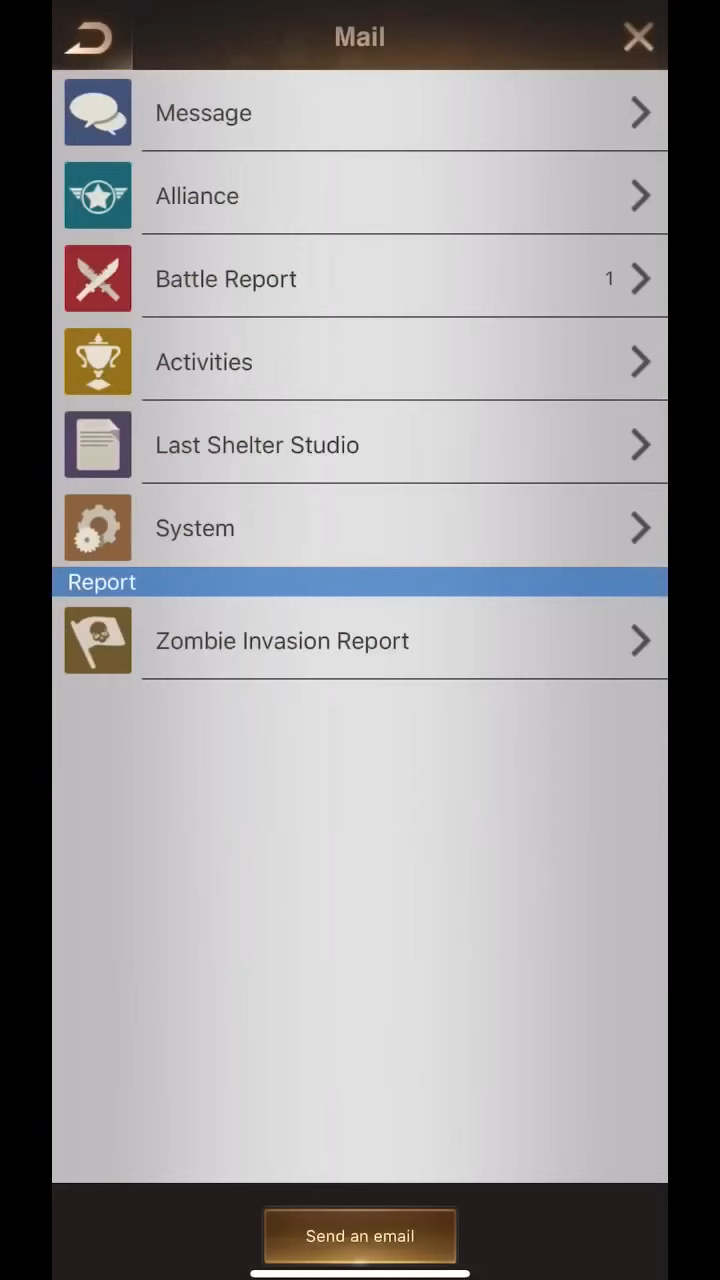 Mail
Message
Alliance
Battle Report 1
Activities
Last Shelter Studio
System
Report
Zombie Invasion Report
Send an email